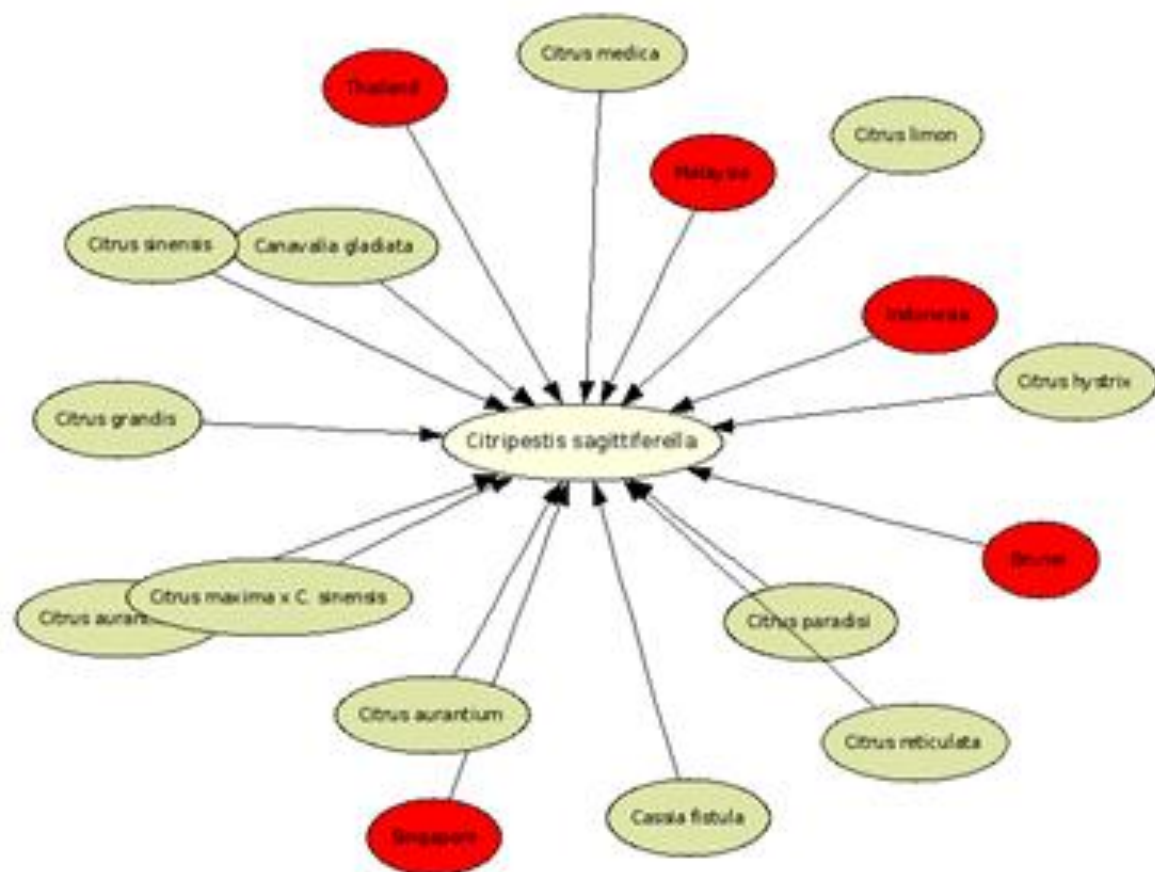 Citrus medica
Thailand
Citrus limon
Malaysia
Citrus sinensis
Canavalia gladiata
Indonesia
Citrus hystrix
Citrus grandis
Citripestis sagittiferella
Brunei
Citrus maxima x C. sinensis
Citrus
Citrus paradisi
Citrus aurantium
Citrus reticulata
Cassia fistula
Singapore